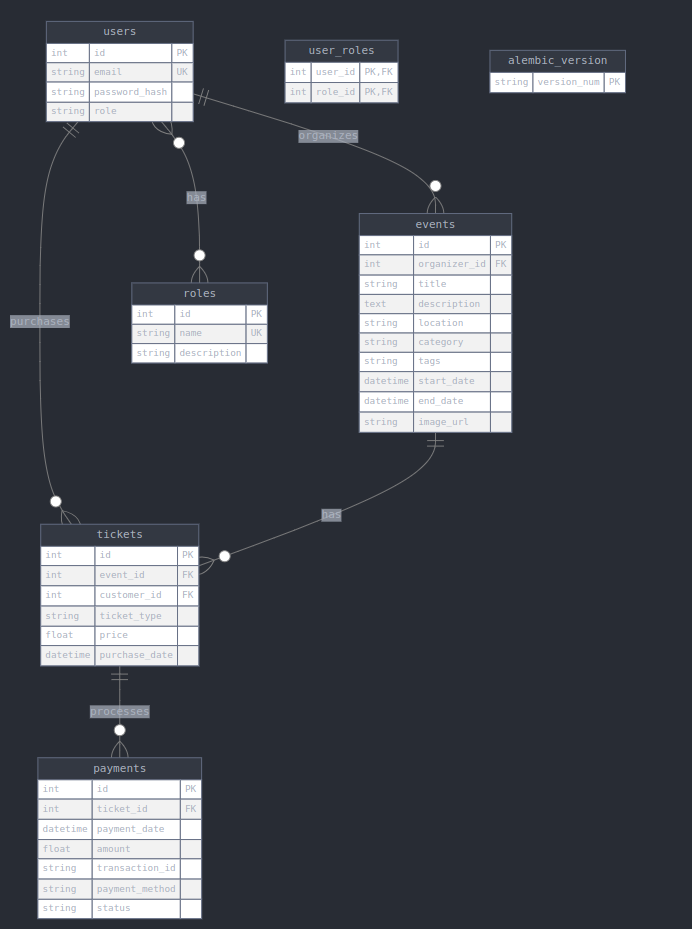 users
int id PK
string email UK
string password_hash
string role
user_roles
int user_id PK,FK
int role_id PK,FK
alembic_version
string version_num PK
organizes
has
events
int id PK
int organizer_id FK
string title
text description
string location
string category
string tags
datetime start_date
datetime end_date
string image_url
roles
int id PK
string name UK
string description
purchases
has
tickets
int id PK
int event_id FK
int customer_id FK
string ticket_type
float price
datetime purchase_date
processes
payments
int id PK
int ticket_id FK
datetime payment_date
float amount
string transaction_id
string payment_method
string status